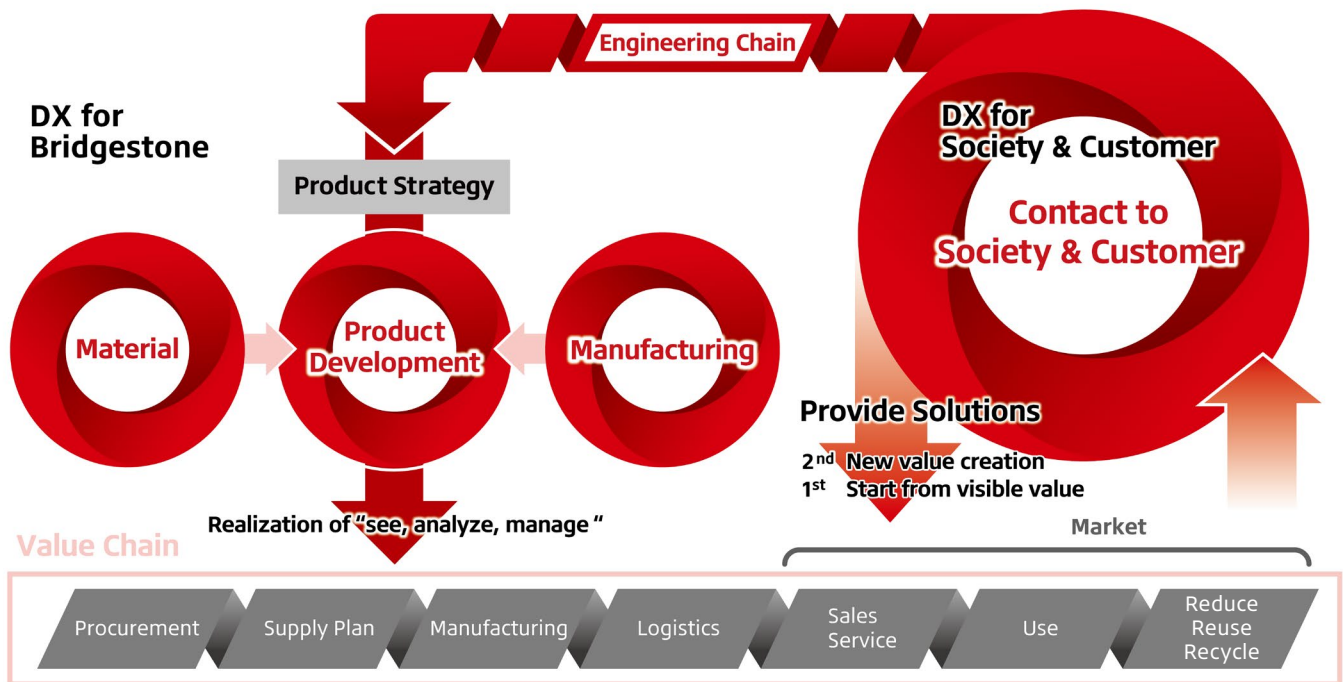 Engineering Chain
DX for
Bridgestone
DX for
Society & Customer
Product Strategy
Contact to
Society & Customer
Material
Product
Development
Manufacturing
Provide Solutions
2nd New value creation
1st Start from visible value
Realization of “see, analyze, manage “
Market
Value Chain
Procurement
Supply Plan
Manufacturing
Logistics
Sales
Service
Use
Reduce
Reuse
Recycle